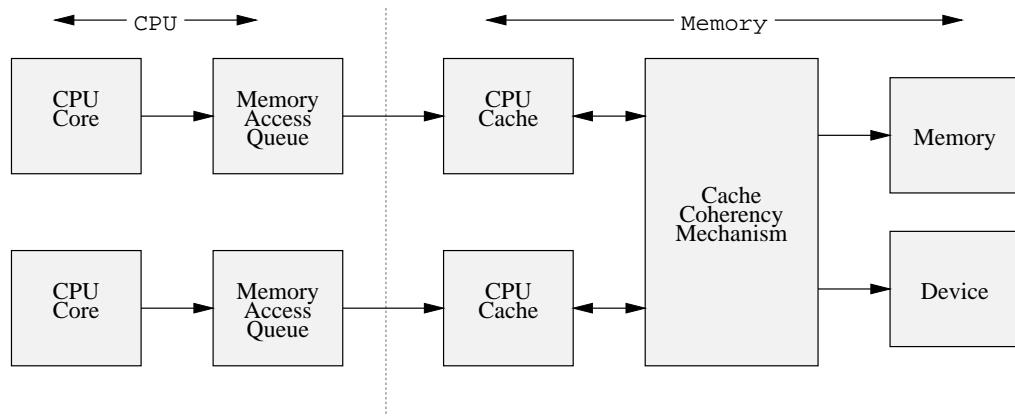 CPU
Memory
CPU
Core
Memory
Access
Queue
CPU
Cache
Cache
Coherency
Mechanism
Memory
CPU
Core
Memory
Access
Queue
CPU
Cache
Device